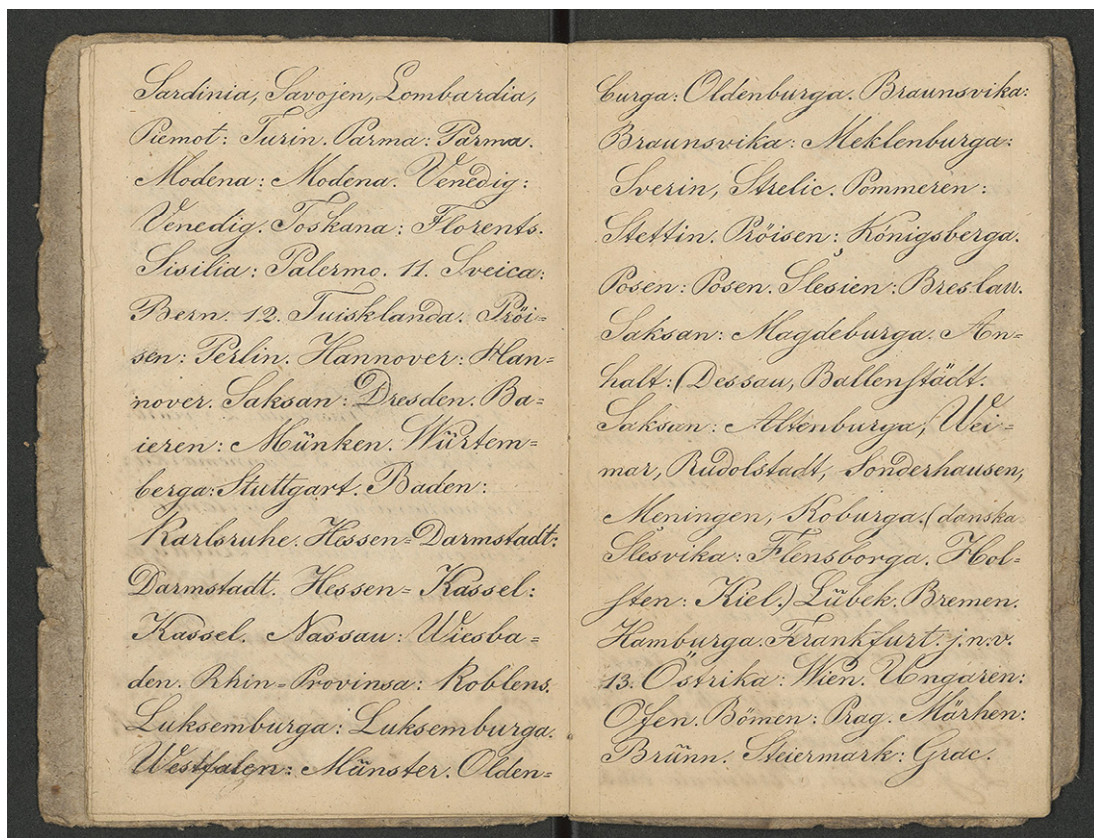 Sardinia, Savojen, Lombardia,
Piemot: Turin. Parma: Parma.
Modena: Modena. Venedig:
Venedig. Toskana: Florents.
Sisilia: Palermo. 11. Sveica:
Bern. 12. Tuisklanda. Pröi-
sen: Perlin. Hannover: Han=
nover. Saksan: Dresden. Ba=
ieren: Münken. Würtem=
berga: Stuttgart. Baden:
Karlsruhe. Hessen=Darmstadt:
Darmstadt. Hessen=Kassel:
Kassel. Nassau: Wiesba=
den. Rhin=Provinsa: Koblens.
Luksemburga: Luksemburga.
Westfalen: Münster. Olden=
burga: Oldenburga. Braunsvika:
Braunsvika: Meklenburga:
Sverin, Strelic. Pommeren:
Stettin. Pröisen: Königsberga.
Posen: Posen. Slesien: Breslau.
Saksan: Magdeburga. An=
halt: (Dessau, Ballenstädt.
Saksan: Altenburga, (Wei=
mar, Rudolstadt, Sonderhausen,
Meningen, Koburga. (danska
Slesvika: Flensborga. Hol-
sten: Kiel.) Lübek. Bremen.
Hamburga. Frankfurt. j.n.v.
13. Östrika: Wien. Ungaren:
Ofen. Bömen: Prag. Märhen:
Brünn. Steiermark: Grac.